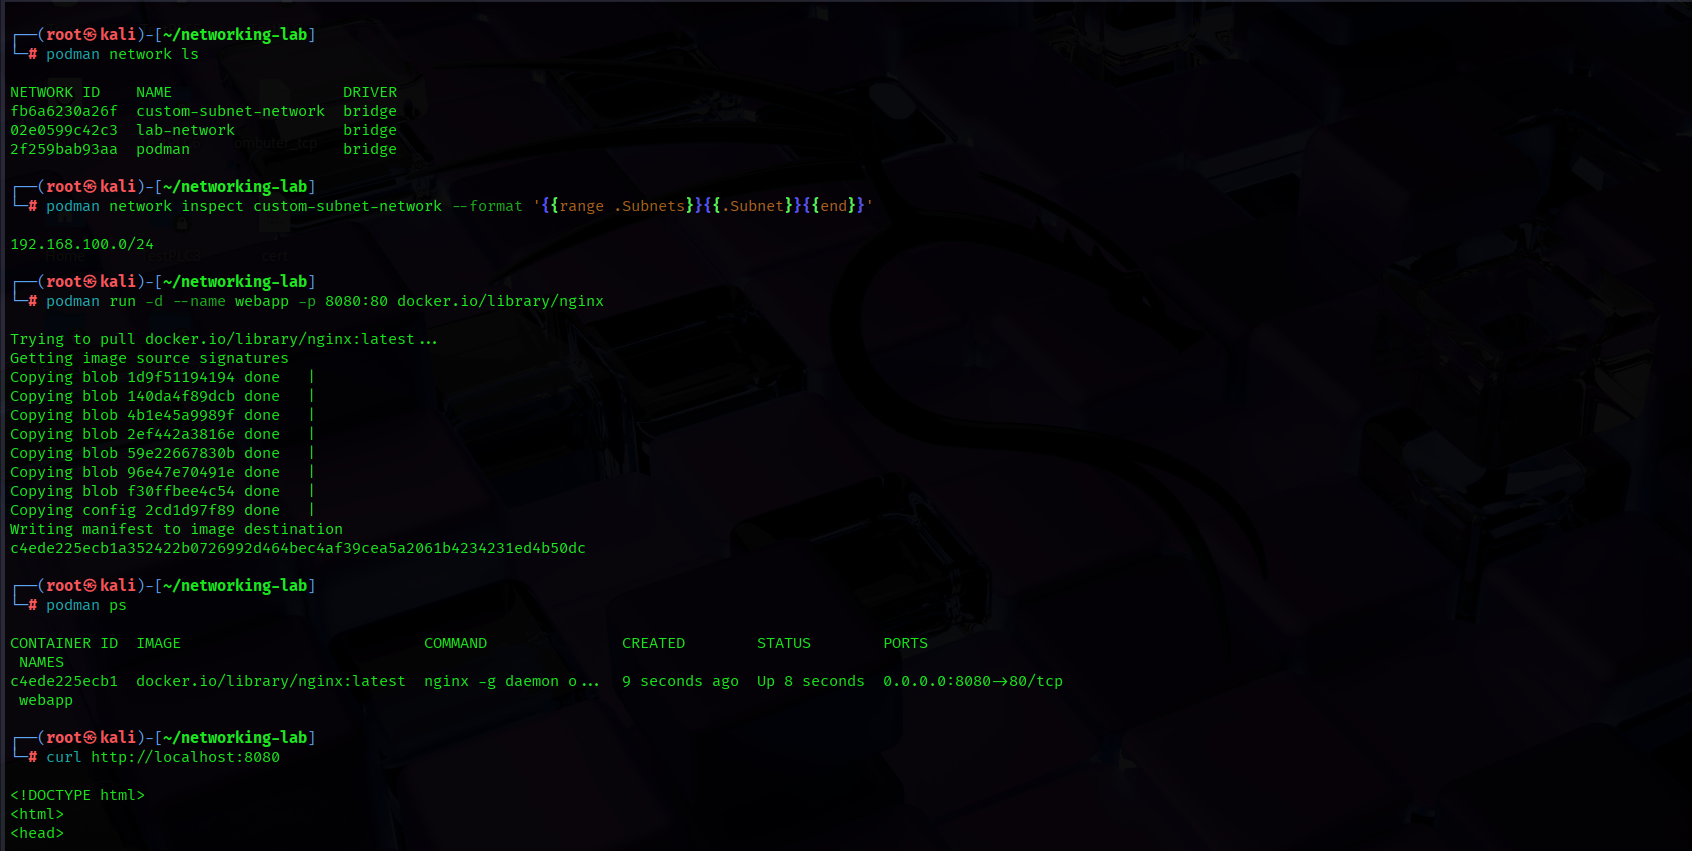 ┌──(root㉿kali)-[~/networking-lab]
└─# podman network ls
NETWORK ID    NAME                   DRIVER
fb6a6230a26f  custom-subnet-network  bridge
02e0599c42c3  lab-network            bridge
2f259bab93aa  podman                 bridge
┌──(root㉿kali)-[~/networking-lab]
└─# podman network inspect custom-subnet-network --format '{{range .Subnets}}{{.Subnet}}{{end}}'
192.168.100.0/24
┌──(root㉿kali)-[~/networking-lab]
└─# podman run -d --name webapp -p 8080:80 docker.io/library/nginx
Trying to pull docker.io/library/nginx:latest...
Getting image source signatures
Copying blob 1d9f51194194 done   |
Copying blob 140da4f89dcb done   |
Copying blob 4b1e45a9989f done   |
Copying blob 2ef442a3816e done   |
Copying blob 59e22667830b done   |
Copying blob 96e47e70491e done   |
Copying blob f30ffbee4c54 done   |
Copying config 2cd1d97f89 done   |
Writing manifest to image destination
c4ede225ecb1a352422b0726992d464bec4af39cea5a2061b4234231ed4b50dc
┌──(root㉿kali)-[~/networking-lab]
└─# podman ps
CONTAINER ID  IMAGE                           COMMAND               CREATED        STATUS        PORTS
 NAMES
c4ede225ecb1  docker.io/library/nginx:latest  nginx -g daemon o...  9 seconds ago  Up 8 seconds  0.0.0.0:8080->80/tcp
 webapp
┌──(root㉿kali)-[~/networking-lab]
└─# curl http://localhost:8080
<!DOCTYPE html>
<html>
<head>